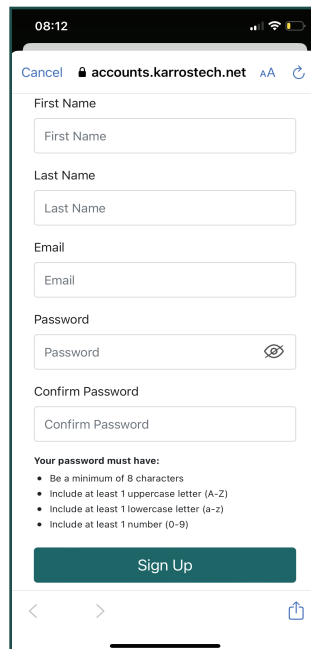 08:12
Cancel accounts.karrostech.net AA
First Name
First Name
Last Name
Last Name
Email
Email
Password
Password
Confirm Password
Confirm Password
Your password must have:
• Be a minimum of 8 characters
• Include at least 1 uppercase letter (A-Z)
• Include at least 1 lowercase letter (a-z)
• Include at least 1 number (0-9)
Sign Up